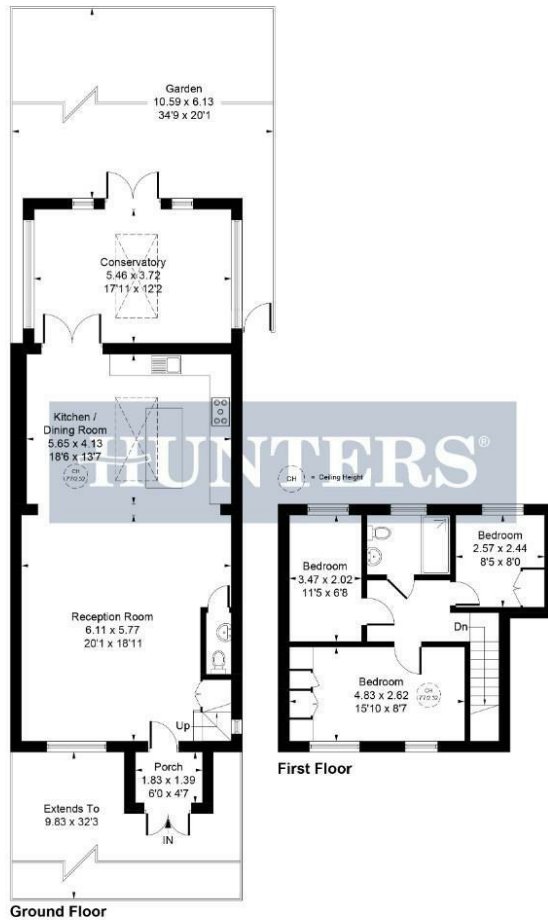 Garden
10.59 x 6.13
34'9 x 20'1
Conservatory
5.46 x 3.72
17'11 x 12'2
Kitchen /
Dining Room
5.65 x 4.13
18'6 x 13'7
CH
HUNTERS®
CH = Ceiling Height
Reception Room
6.11 x 5.77
20'1 x 18'11
Up
Porch
1.83 x 1.39
6'0 x 4'7
IN
Extends To
9.83 x 32'3
Ground Floor
Bedroom
3.47 x 2.02
11'5 x 6'8
Bedroom
2.57 x 2.44
8'5 x 8'0
Dn
Bedroom
4.83 x 2.62
15'10 x 8'7
CH
First Floor